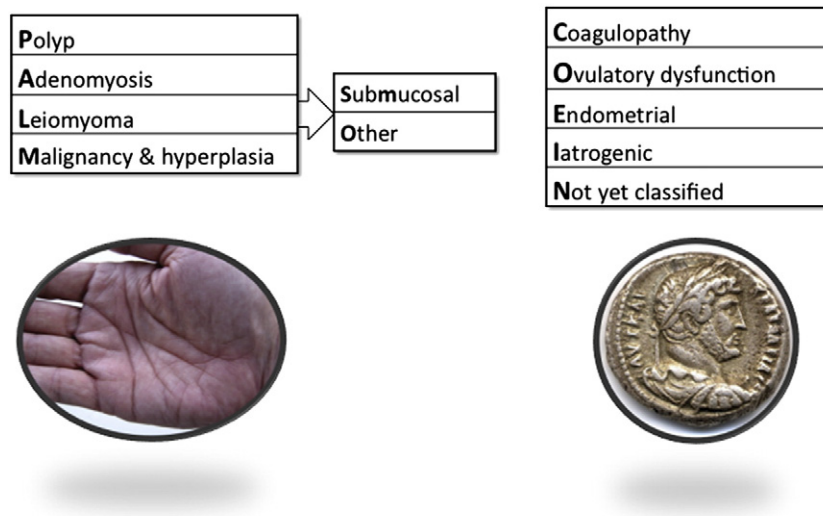 Polyp
Adenomyosis
Leiomyoma
Malignancy & hyperplasia
Submucosal
Other
Coagulopathy
Ovulatory dysfunction
Endometrial
Iatrogenic
Not yet classified